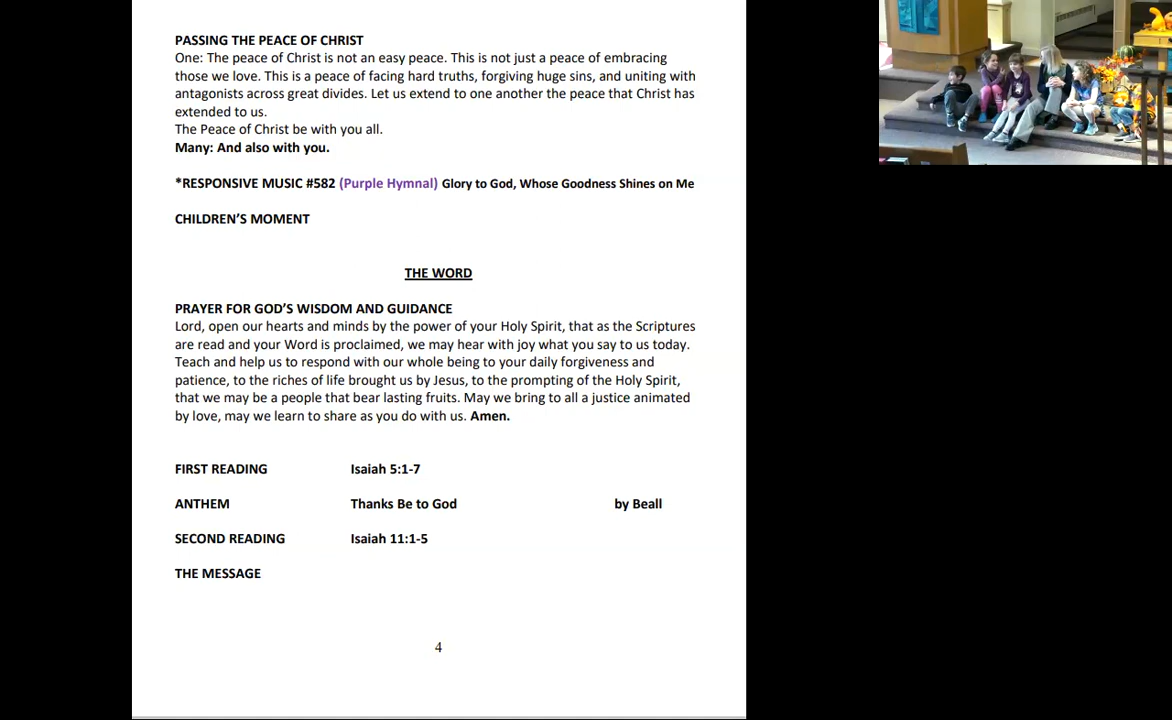 PASSING THE PEACE OF CHRIST
One: The peace of Christ is not an easy peace. This is not just a peace of embracing
those we love. This is a peace of facing hard truths, forgiving huge sins, and uniting with
antagonists across great divides. Let us extend to one another the peace that Christ has
extended to us.
The Peace of Christ be with you all.
Many: And also with you.
*RESPONSIVE MUSIC #582 (Purple Hymnal) Glory to God, Whose Goodness Shines on Me
CHILDREN’S MOMENT
THE WORD
PRAYER FOR GOD’S WISDOM AND GUIDANCE
Lord, open our hearts and minds by the power of your Holy Spirit, that as the Scriptures
are read and your Word is proclaimed, we may hear with joy what you say to us today.
Teach and help us to respond with our whole being to your daily forgiveness and
patience, to the riches of life brought us by Jesus, to the prompting of the Holy Spirit,
that we may be a people that bear lasting fruits. May we bring to all a justice animated
by love, may we learn to share as you do with us. Amen.
FIRST READING Isaiah 5:1-7
ANTHEM Thanks Be to God by Beall
SECOND READING Isaiah 11:1-5
THE MESSAGE
4